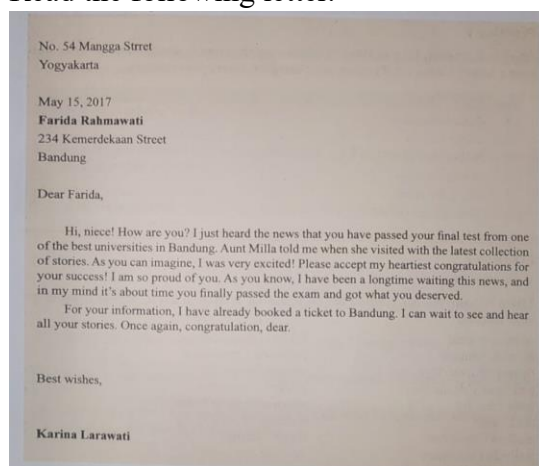 Read the following letter.
No. 54 Mangga Strret
Yogyakarta
May 15, 2017
Farida Rahmawati
234 Kemerdekaan Street
Bandung
Dear Farida,
Hi, niece! How are you? I just heard the news that you have passed your final test from one
of the best universities in Bandung. Aunt Milla told me when she visited with the latest collection
of stories. As you can imagine, I was very excited! Please accept my heartiest congratulations for
your success! I am so proud of you. As you know, I have been a longtime waiting this news, and
in my mind it's about time you finally passed the exam and got what you deserved.
For your information, I have already booked a ticket to Bandung. I can wait to see and hear
all your stories. Once again, congratulation, dear.
Best wishes,
Karina Larawati